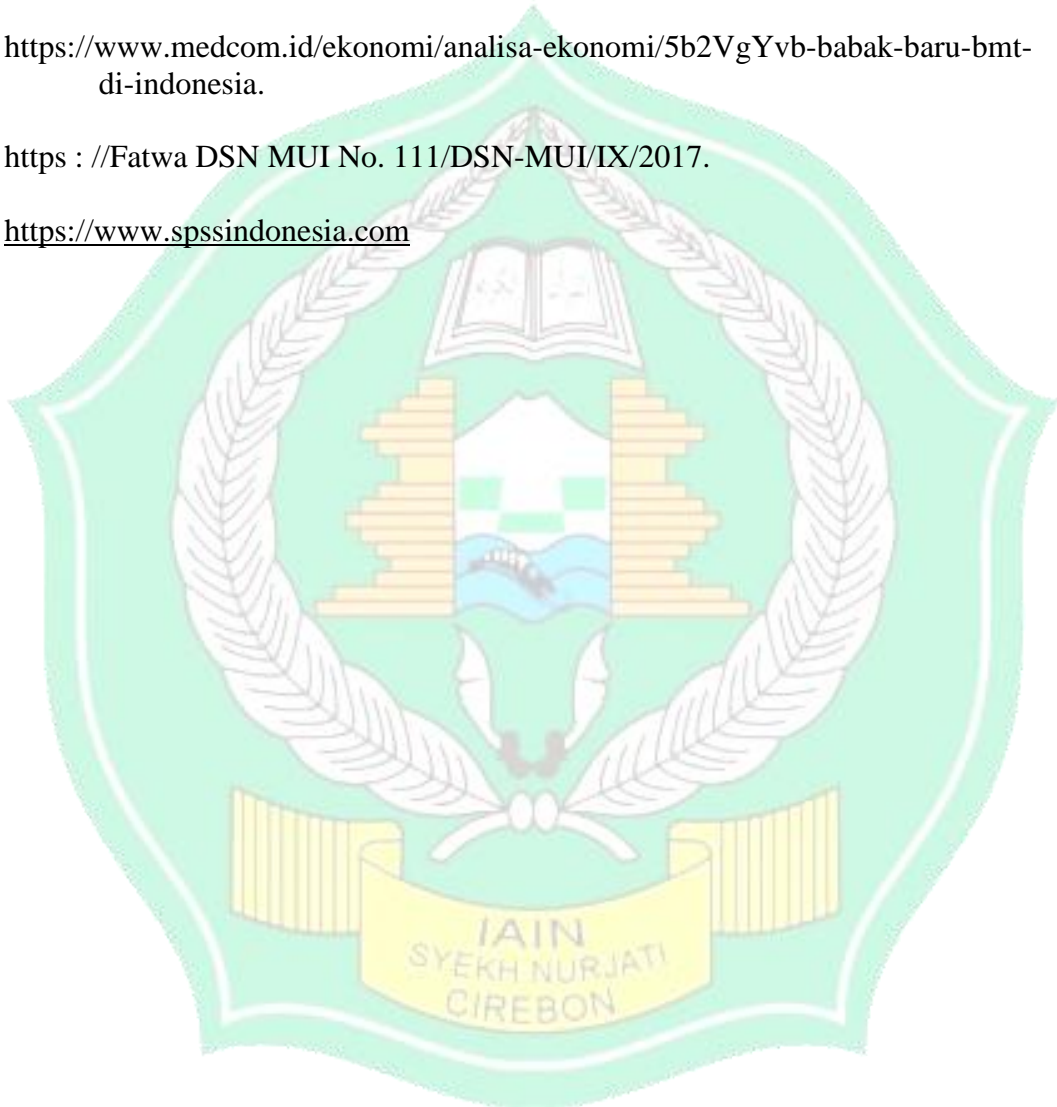 https://www.medcom.id/ekonomi/analisa-ekonomi/5b2VgYvb-babak-baru-bmt-
di-indonesia.
https : //Fatwa DSN MUI No. 111/DSN-MUI/IX/2017.
https://www.spssindonesia.com
IAIN
SYEKH NURJATI
CIREBON